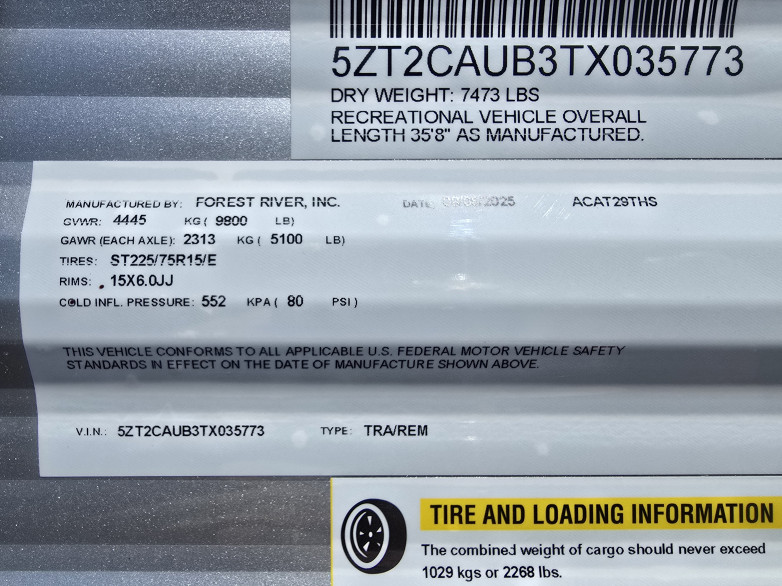 5ZT2CAUB3TX035773
DRY WEIGHT: 7473 LBS
RECREATIONAL VEHICLE OVERALL
LENGTH 35'8" AS MANUFACTURED.
MANUFACTURED BY: FOREST RIVER, INC. DATE 2025 ACAT29THS
GVWR: 4445 KG ( 9800 LB)
GAWR (EACH AXLE): 2313 KG ( 5100 LB)
TIRES: ST225/75R15/E
RIMS: 15X6.0JJ
COLD INFL. PRESSURE: 552 KPA ( 80 PSI )
THIS VEHICLE CONFORMS TO ALL APPLICABLE U.S. FEDERAL MOTOR VEHICLE SAFETY
STANDARDS IN EFFECT ON THE DATE OF MANUFACTURE SHOWN ABOVE.
V.I.N.: 5ZT2CAUB3TX035773 TYPE: TRA/REM
TIRE AND LOADING INFORMATION
The combined weight of cargo should never exceed
1029 kgs or 2268 lbs.